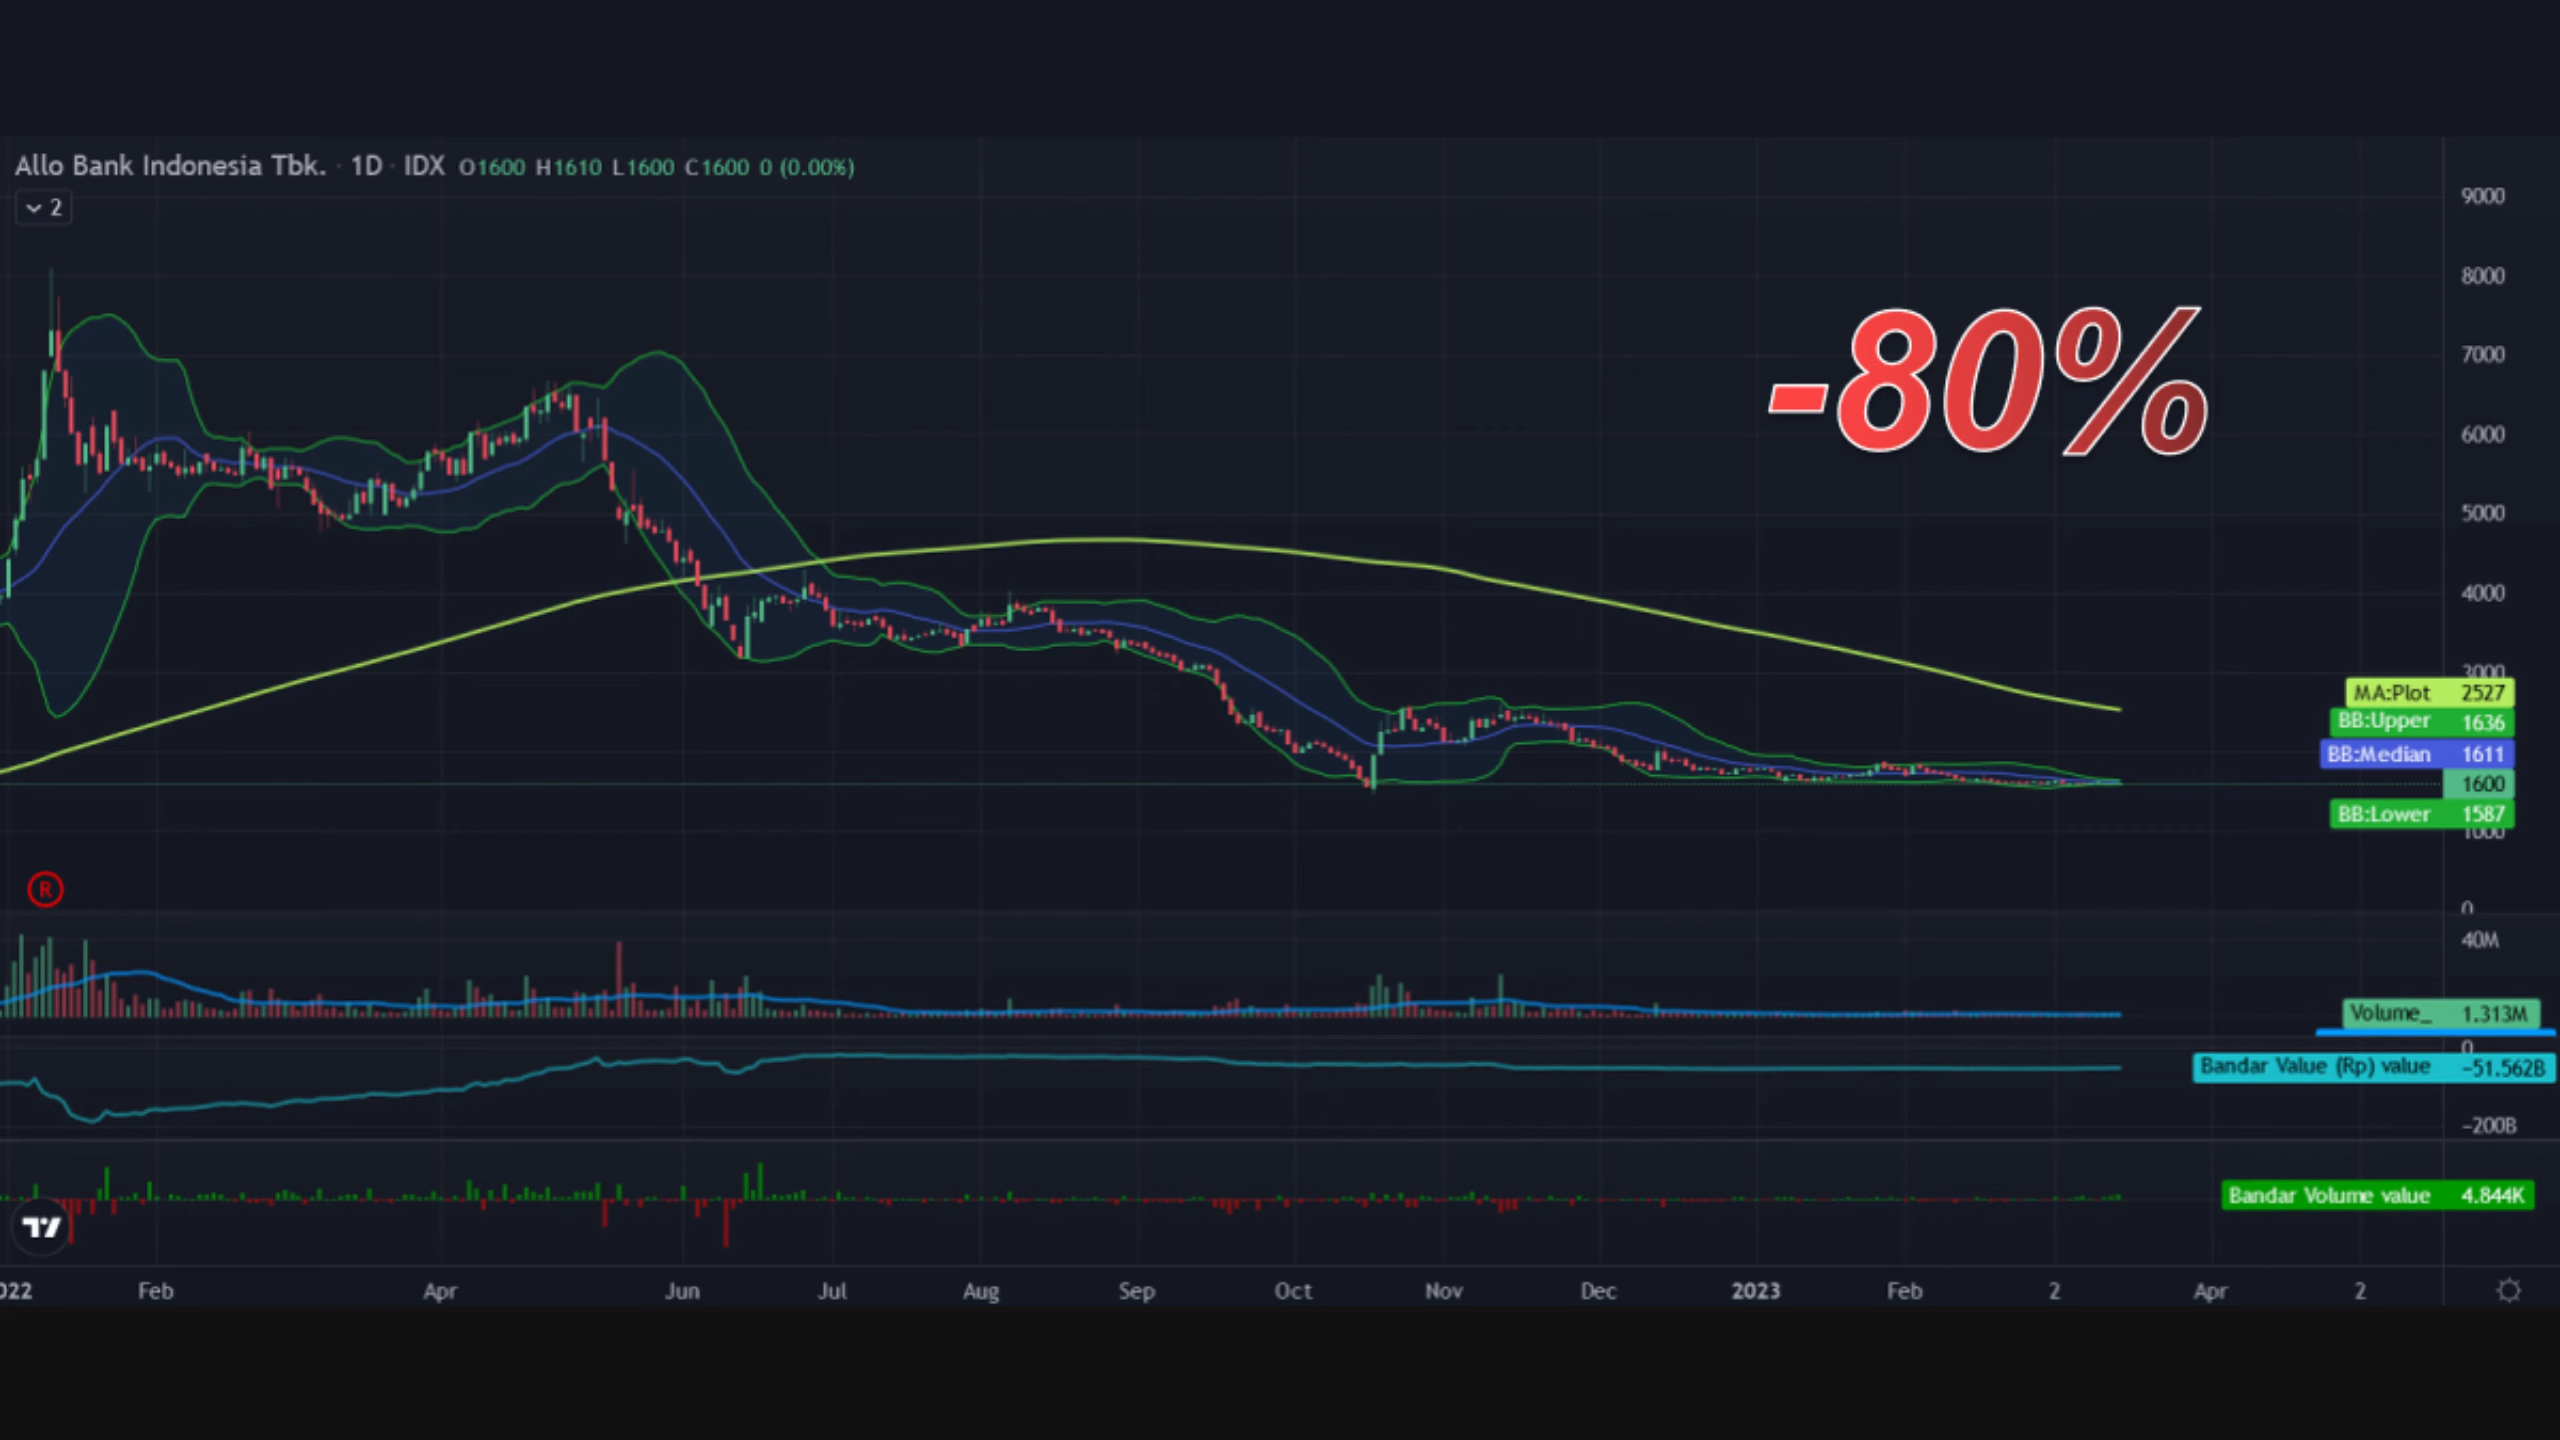 Allo Bank Indonesia Tbk. · 1D · IDX O1600 H1610 L1600 C1600 0 (0.00%)
2
-80%
9000
8000
7000
6000
5000
4000
3000
MA:Plot 2527
BB:Upper 1636
BB:Median 1611
1600
BB:Lower 1587
1000
R
0
40M
Volume_ 1.313M
0
Bandar Value (Rp) value −51.562B
−200B
Bandar Volume value 4.844K
022 Feb Apr Jun Jul Aug Sep Oct Nov Dec 2023 Feb 2 Apr 2